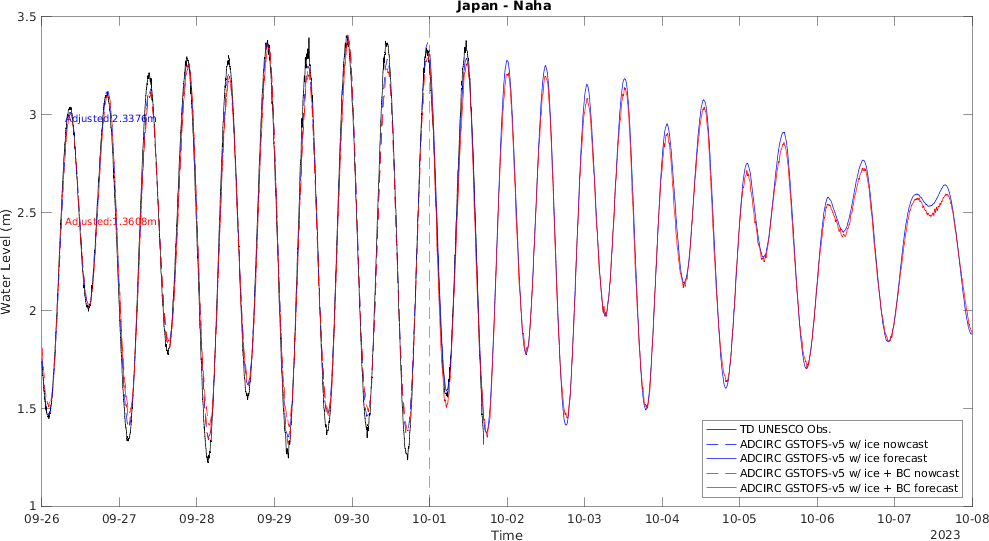 Japan - Naha
3.5
3
2.5
2
1.5
1
Water Level (m)
Adjusted:2.3376m
Adjusted:1.3608m
TD UNESCO Obs.
ADCIRC GSTOFS-v5 w/ ice nowcast
ADCIRC GSTOFS-v5 w/ ice forecast
ADCIRC GSTOFS-v5 w/ ice + BC nowcast
ADCIRC GSTOFS-v5 w/ ice + BC forecast
09-26 09-27 09-28 09-29 09-30 10-01 10-02 10-03 10-04 10-05 10-06 10-07 10-08
Time
2023